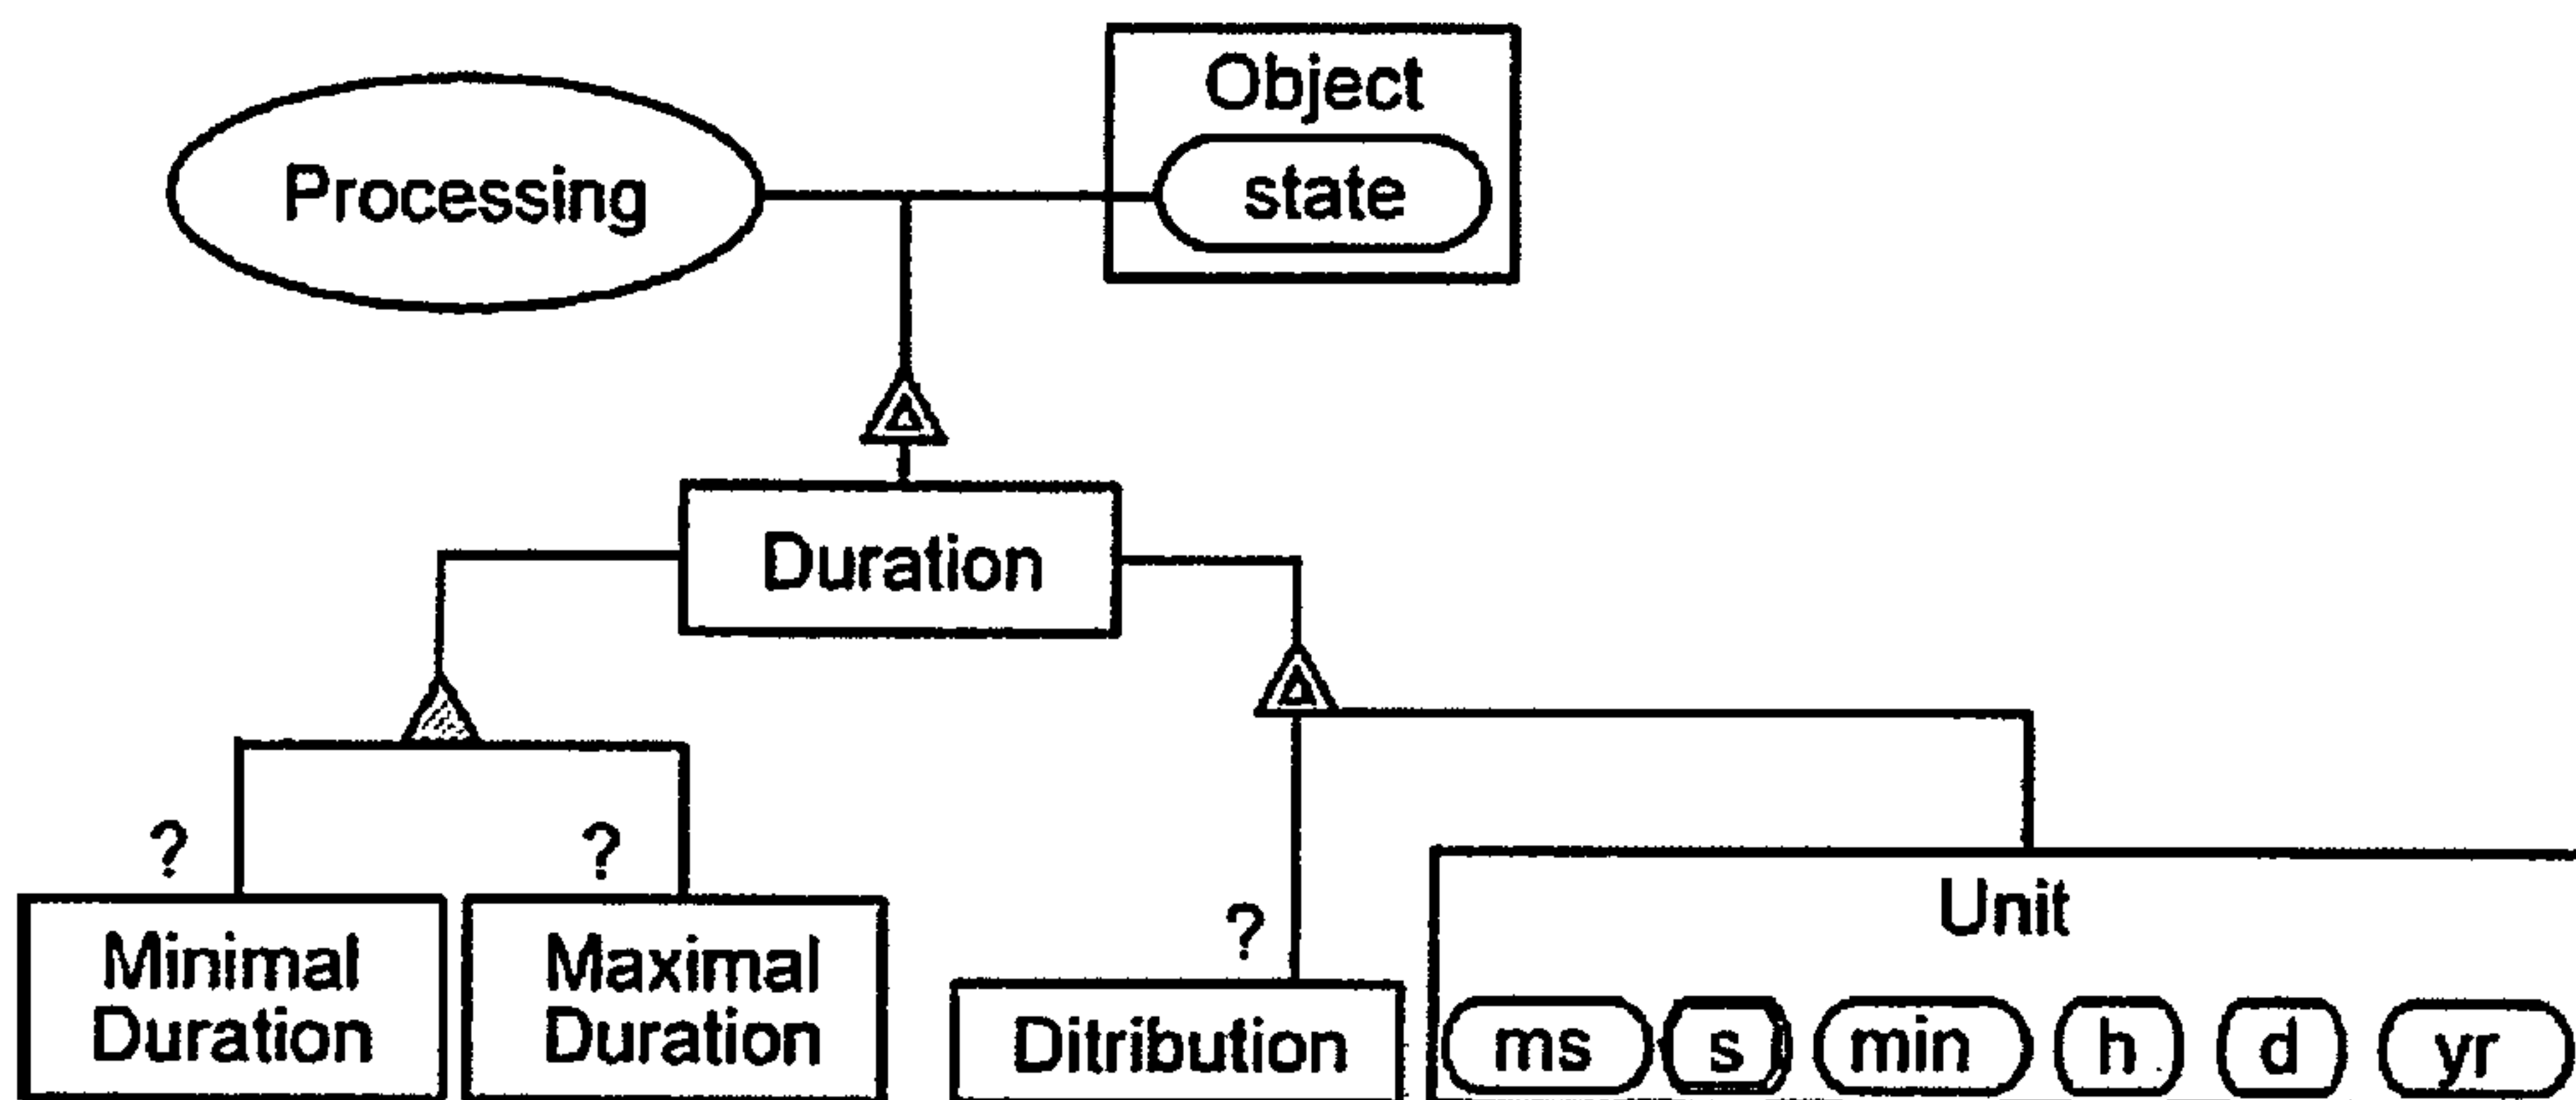 Object
Processing
state
Duration
? ?
Minimal
Duration
Maximal
Duration
?
Ditribution
Unit
ms s min h d yr